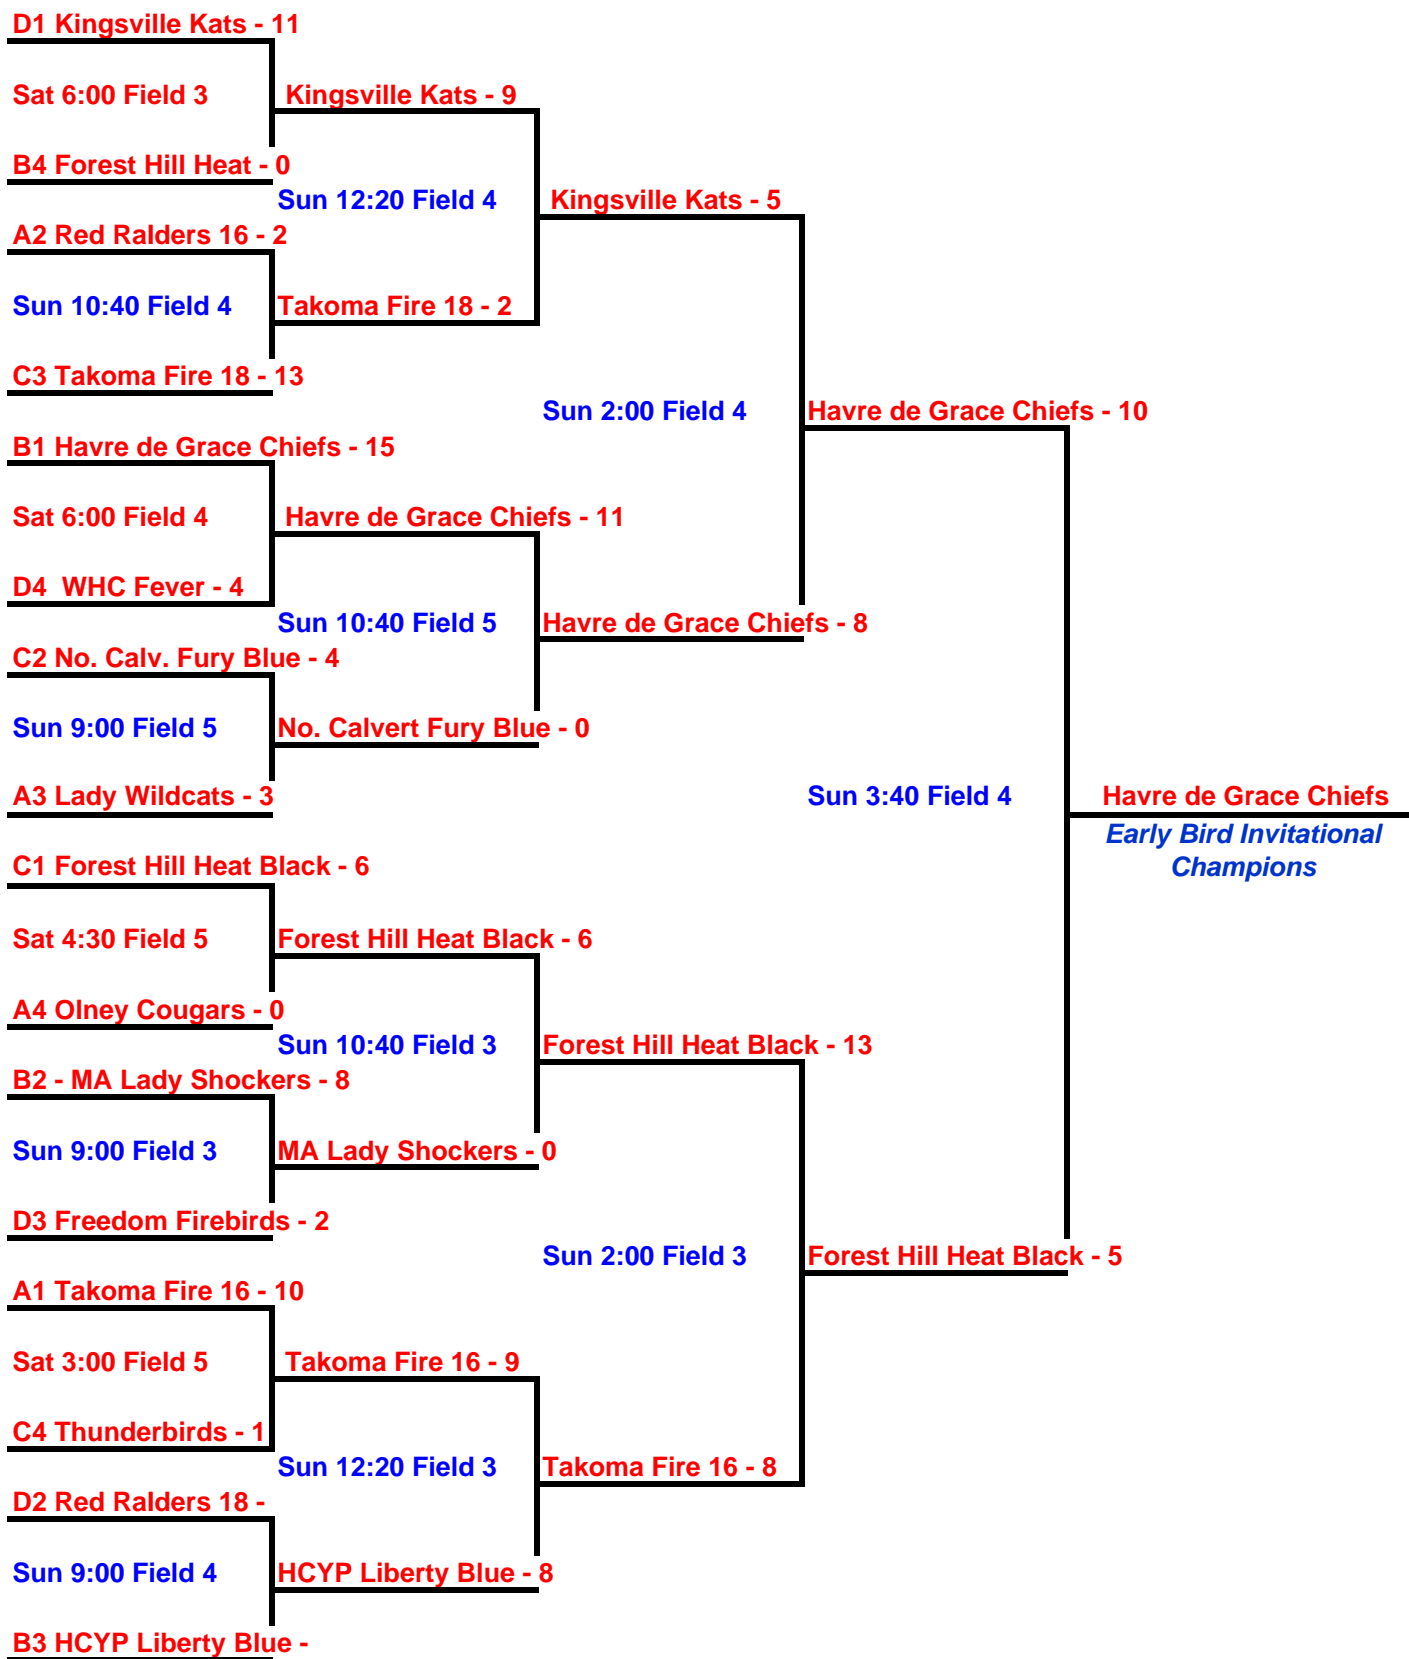 D1 Kingsville Kats - 11
Sat 6:00 Field 3
Kingsville Kats - 9
B4 Forest Hill Heat - 0
Sun 12:20 Field 4
Kingsville Kats - 5
A2 Red RaIders 16 - 2
Sun 10:40 Field 4
Takoma Fire 18 - 2
C3 Takoma Fire 18 - 13
Sun 2:00 Field 4
Havre de Grace Chiefs - 10
B1 Havre de Grace Chiefs - 15
Sat 6:00 Field 4
Havre de Grace Chiefs - 11
D4  WHC Fever - 4
Sun 10:40 Field 5
Havre de Grace Chiefs - 8
C2 No. Calv. Fury Blue - 4
Sun 9:00 Field 5
No. Calvert Fury Blue - 0
A3 Lady Wildcats - 3
Sun 3:40 Field 4
Havre de Grace Chiefs
Early Bird Invitational
Champions
C1 Forest Hill Heat Black - 6
Sat 4:30 Field 5
Forest Hill Heat Black - 6
A4 Olney Cougars - 0
Sun 10:40 Field 3
Forest Hill Heat Black - 13
B2 - MA Lady Shockers - 8
Sun 9:00 Field 3
MA Lady Shockers - 0
D3 Freedom Firebirds - 2
Sun 2:00 Field 3
Forest Hill Heat Black - 5
A1 Takoma Fire 16 - 10
Sat 3:00 Field 5
Takoma Fire 16 - 9
C4 Thunderbirds - 1
Sun 12:20 Field 3
Takoma Fire 16 - 8
D2 Red RaIders 18 -
Sun 9:00 Field 4
HCYP Liberty Blue - 8
B3 HCYP Liberty Blue -